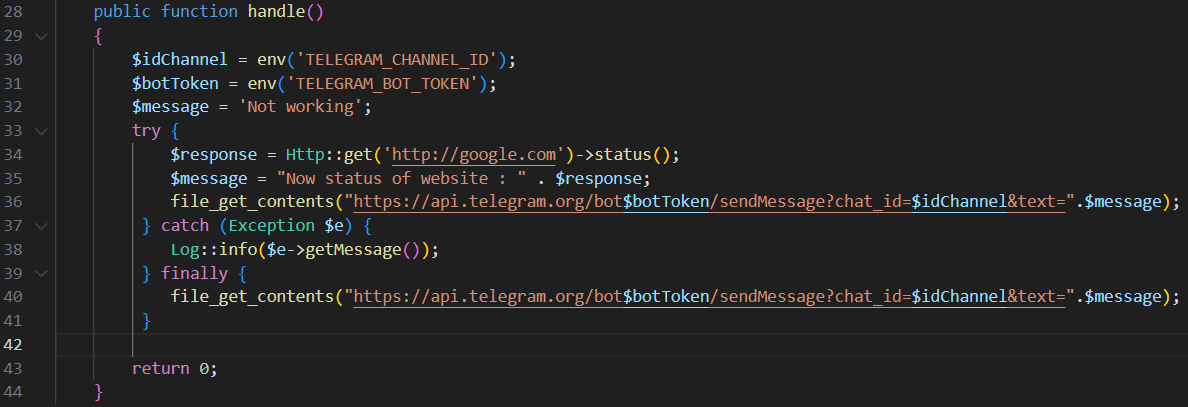 28 public function handle()
29 {
30 $idChannel = env('TELEGRAM_CHANNEL_ID');
31 $botToken = env('TELEGRAM_BOT_TOKEN');
32 $message = 'Not working';
33 try {
34 $response = Http::get('http://google.com')->status();
35 $message = "Now status of website : " . $response;
36 file_get_contents("https://api.telegram.org/bot$botToken/sendMessage?chat_id=$idChannel&text=".$message);
37 } catch (Exception $e) {
38 Log::info($e->getMessage());
39 } finally {
40 file_get_contents("https://api.telegram.org/bot$botToken/sendMessage?chat_id=$idChannel&text=".$message);
41 }
42
43 return 0;
44 }